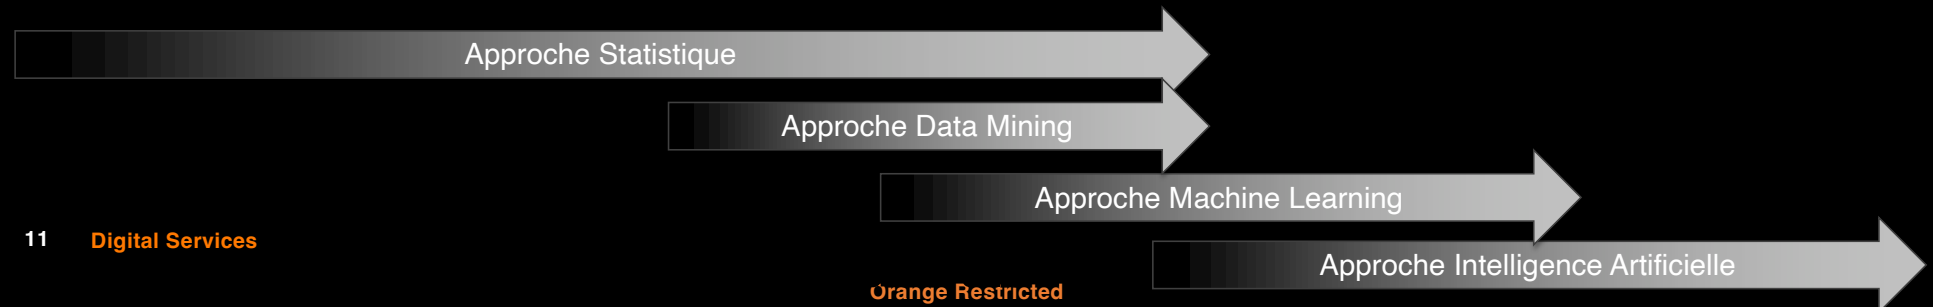 Approche Statistique
Approche Data Mining
Approche Machine Learning
11 Digital Services
Approche Intelligence Artificielle
Orange Restricted